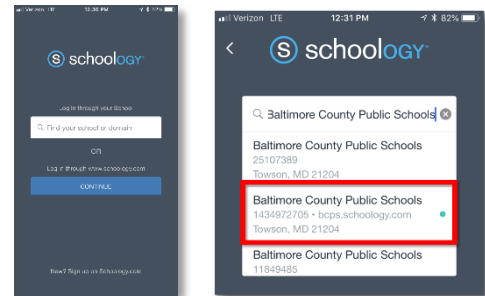 Verizon LTE 12:30 PM
S schoology
Log in through your School
Find your school or domain
OR
Log in through www.schoology.com
CONTINUE
New? Sign up on Schoology.com
Verizon LTE 12:31 PM 82%
S schoology
Baltimore County Public Schools
Baltimore County Public Schools
25107389
Towson, MD 21204
Baltimore County Public Schools
1434972705 • bcps.schoology.com
Towson, MD 21204
Baltimore County Public Schools
11849485